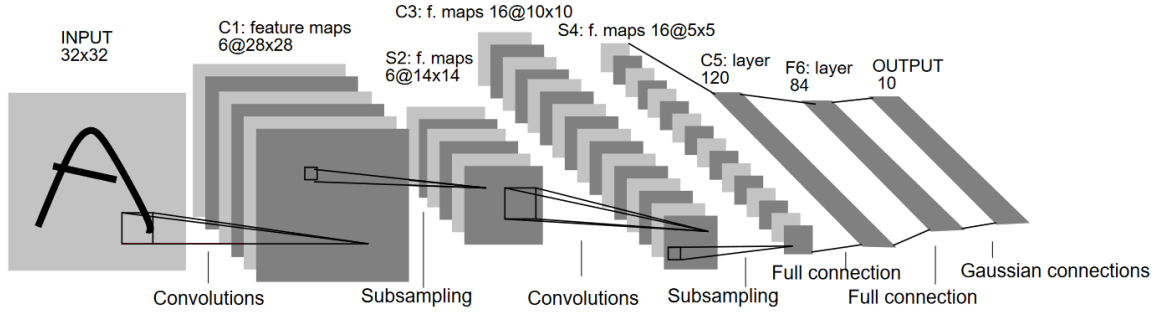 INPUT
32x32
C1: feature maps
6@28x28
S2: f. maps
6@14x14
C3: f. maps 16@10x10
S4: f. maps 16@5x5
C5: layer
120
F6: layer
84
OUTPUT
10
Convolutions
Subsampling
Convolutions
Subsampling
Full connection
Full connection
Gaussian connections